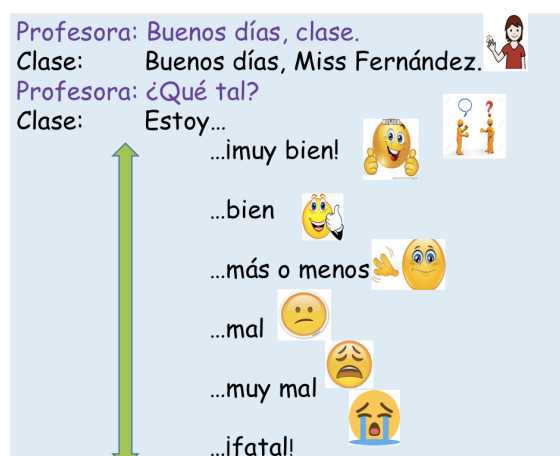 Profesora: Buenos días, clase.
Clase: Buenos días, Miss Fernández.
Profesora: ¿Qué tal?
Clase: Estoy...
...¡muy bien!
...bien
...más o menos
...mal
...muy mal
...¡fatal!